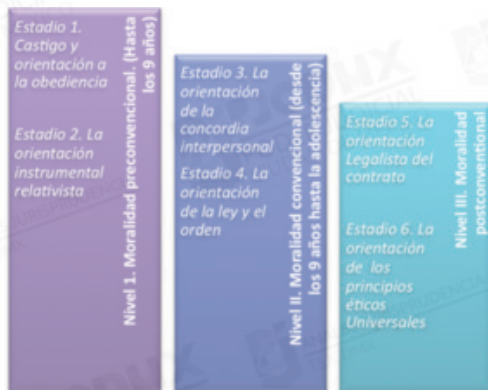 Estadio 1.
Castigo y
orientación a
la obediencia
Estadio 2. La
orientación
instrumental
relativista
Nivel 1. Moralidad preconvencional. (Hasta
los 9 años)
Estadio 3. La
orientación
de la
concordia
interpersonal
Estadio 4. La
orientación
de la ley y el
orden
Nivel II. Moralidad convencional (desde
los 9 años hasta la adolescencia)
Estadio 5. La
orientación
Legalista del
contrato
Estadio 6. La
orientación
de los
principios
éticos
Universales
Nivel III. Moralidad
postconventional